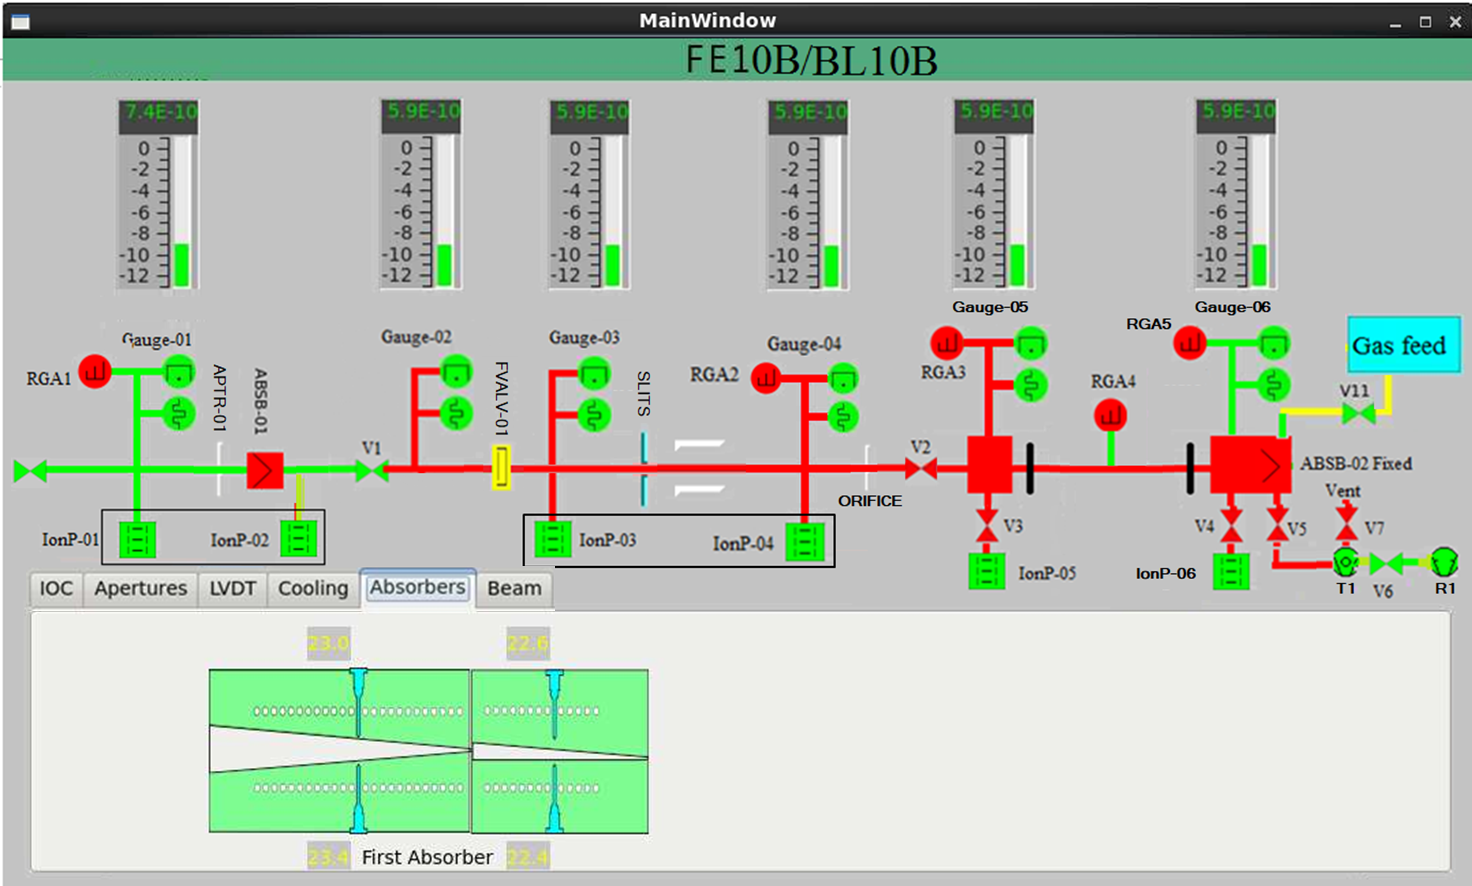 MainWindow
FE10B/BL10B
7.4E-10 5.9E-10 5.9E-10 5.9E-10 5.9E-10 5.9E-10
0 0 0 0 0 0
-2 -2 -2 -2 -2 -2
-4 -4 -4 -4 -4 -4
-6 -6 -6 -6 -6 -6
-8 -8 -8 -8 -8 -8
-10 -10 -10 -10 -10 -10
-12 -12 -12 -12 -12 -12
Gauge-01 Gauge-02 Gauge-03 Gauge-04 Gauge-05 Gauge-06
RGA1 RGA2 RGA3 RGA4 RGA5
Gas feed
APTR-01
ABSB-01
FVALV-01
SLITS
V11
V1 V2
ABSB-02 Fixed
ORIFICE
Vent
V3 V4 V5 V7
IonP-01 IonP-02 IonP-03 IonP-04 IonP-05 IonP-06
T1 V6 R1
IOC Apertures LVDT Cooling Absorbers Beam
23.0 22.6
23.4 First Absorber 22.4